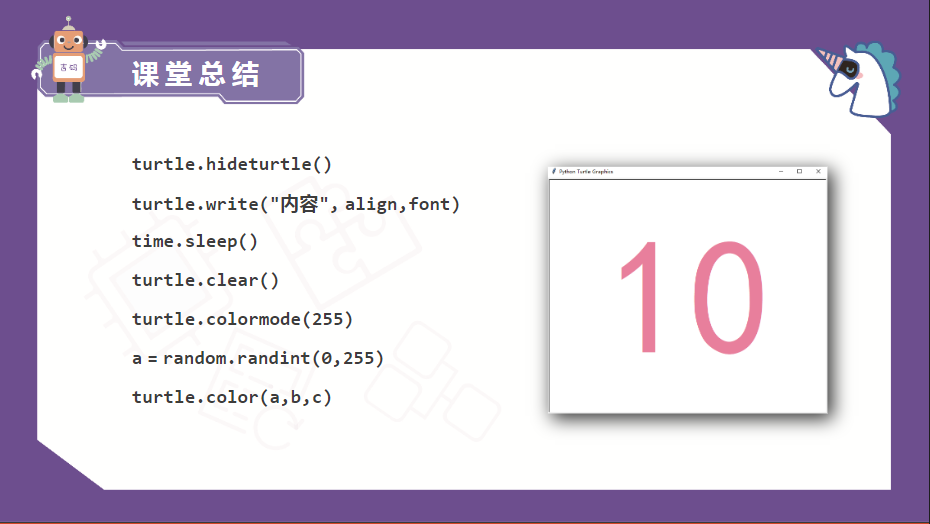 课堂总结
turtle.hideturtle()
turtle.write("内容", align,font)
time.sleep()
turtle.clear()
turtle.colormode(255)
a = random.randint(0,255)
turtle.color(a,b,c)
Python Turtle Graphics
10